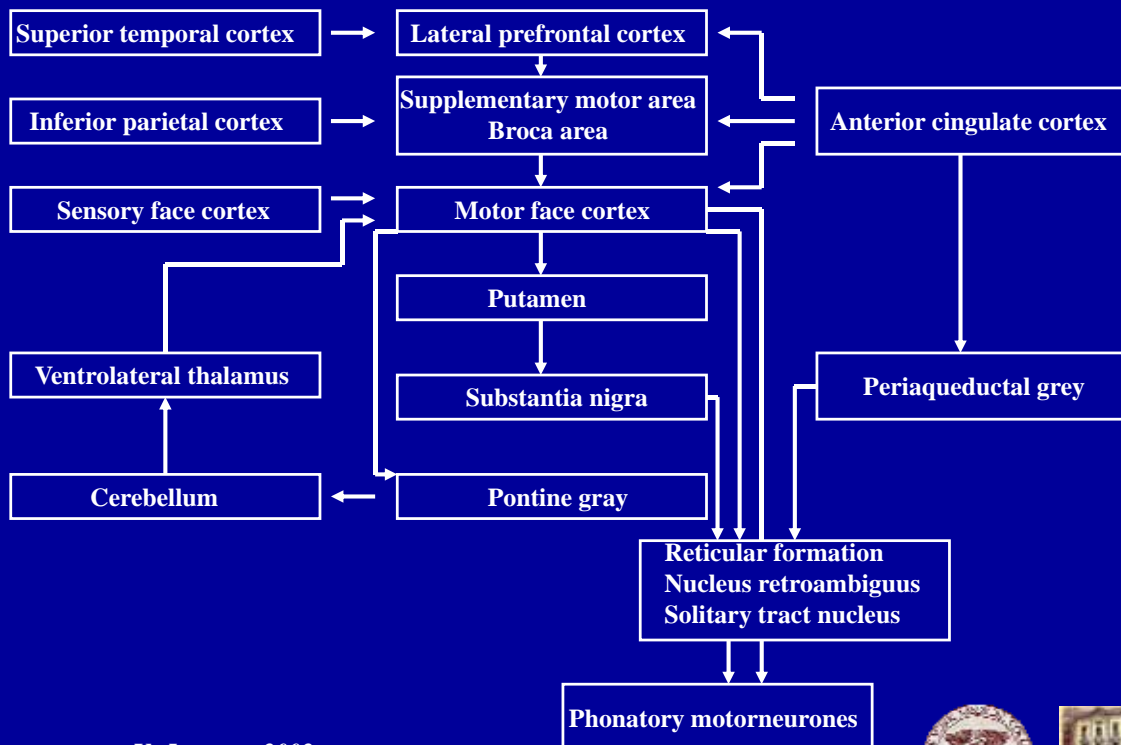 Superior temporal cortex
Lateral prefrontal cortex
Supplementary motor area
Broca area
Inferior parietal cortex
Anterior cingulate cortex
Sensory face cortex
Motor face cortex
Putamen
Ventrolateral thalamus
Substantia nigra
Periaqueductal grey
Cerebellum
Pontine gray
Reticular formation
Nucleus retroambiguus
Solitary tract nucleus
Phonatory motorneurones